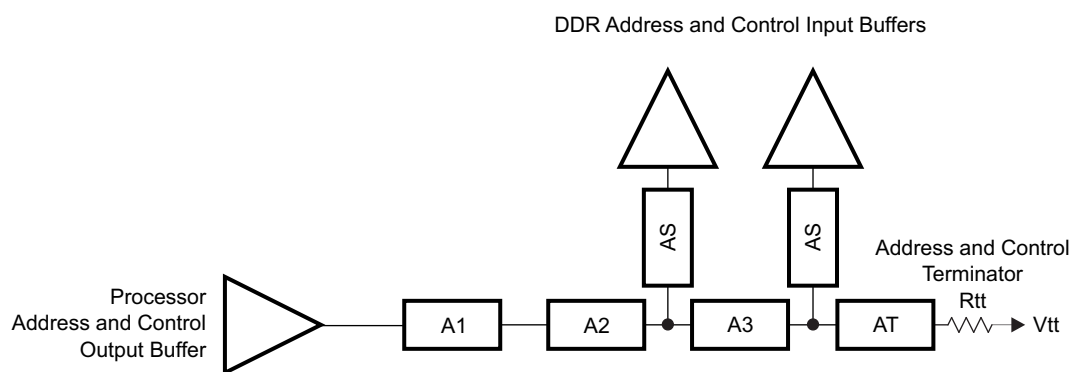 DDR Address and Control Input Buffers
AS
AS
Address and Control
Terminator
Rtt
Processor
Address and Control
Output Buffer
A1
A2
A3
AT
Vtt